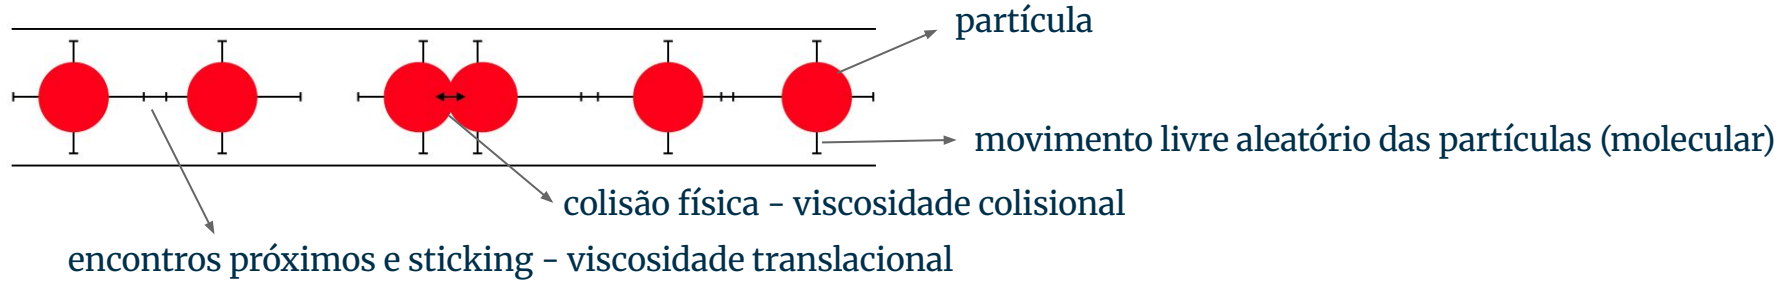 partícula
movimento livre aleatório das partículas (molecular)
colisão física - viscosidade colisional
encontros próximos e sticking - viscosidade translacional